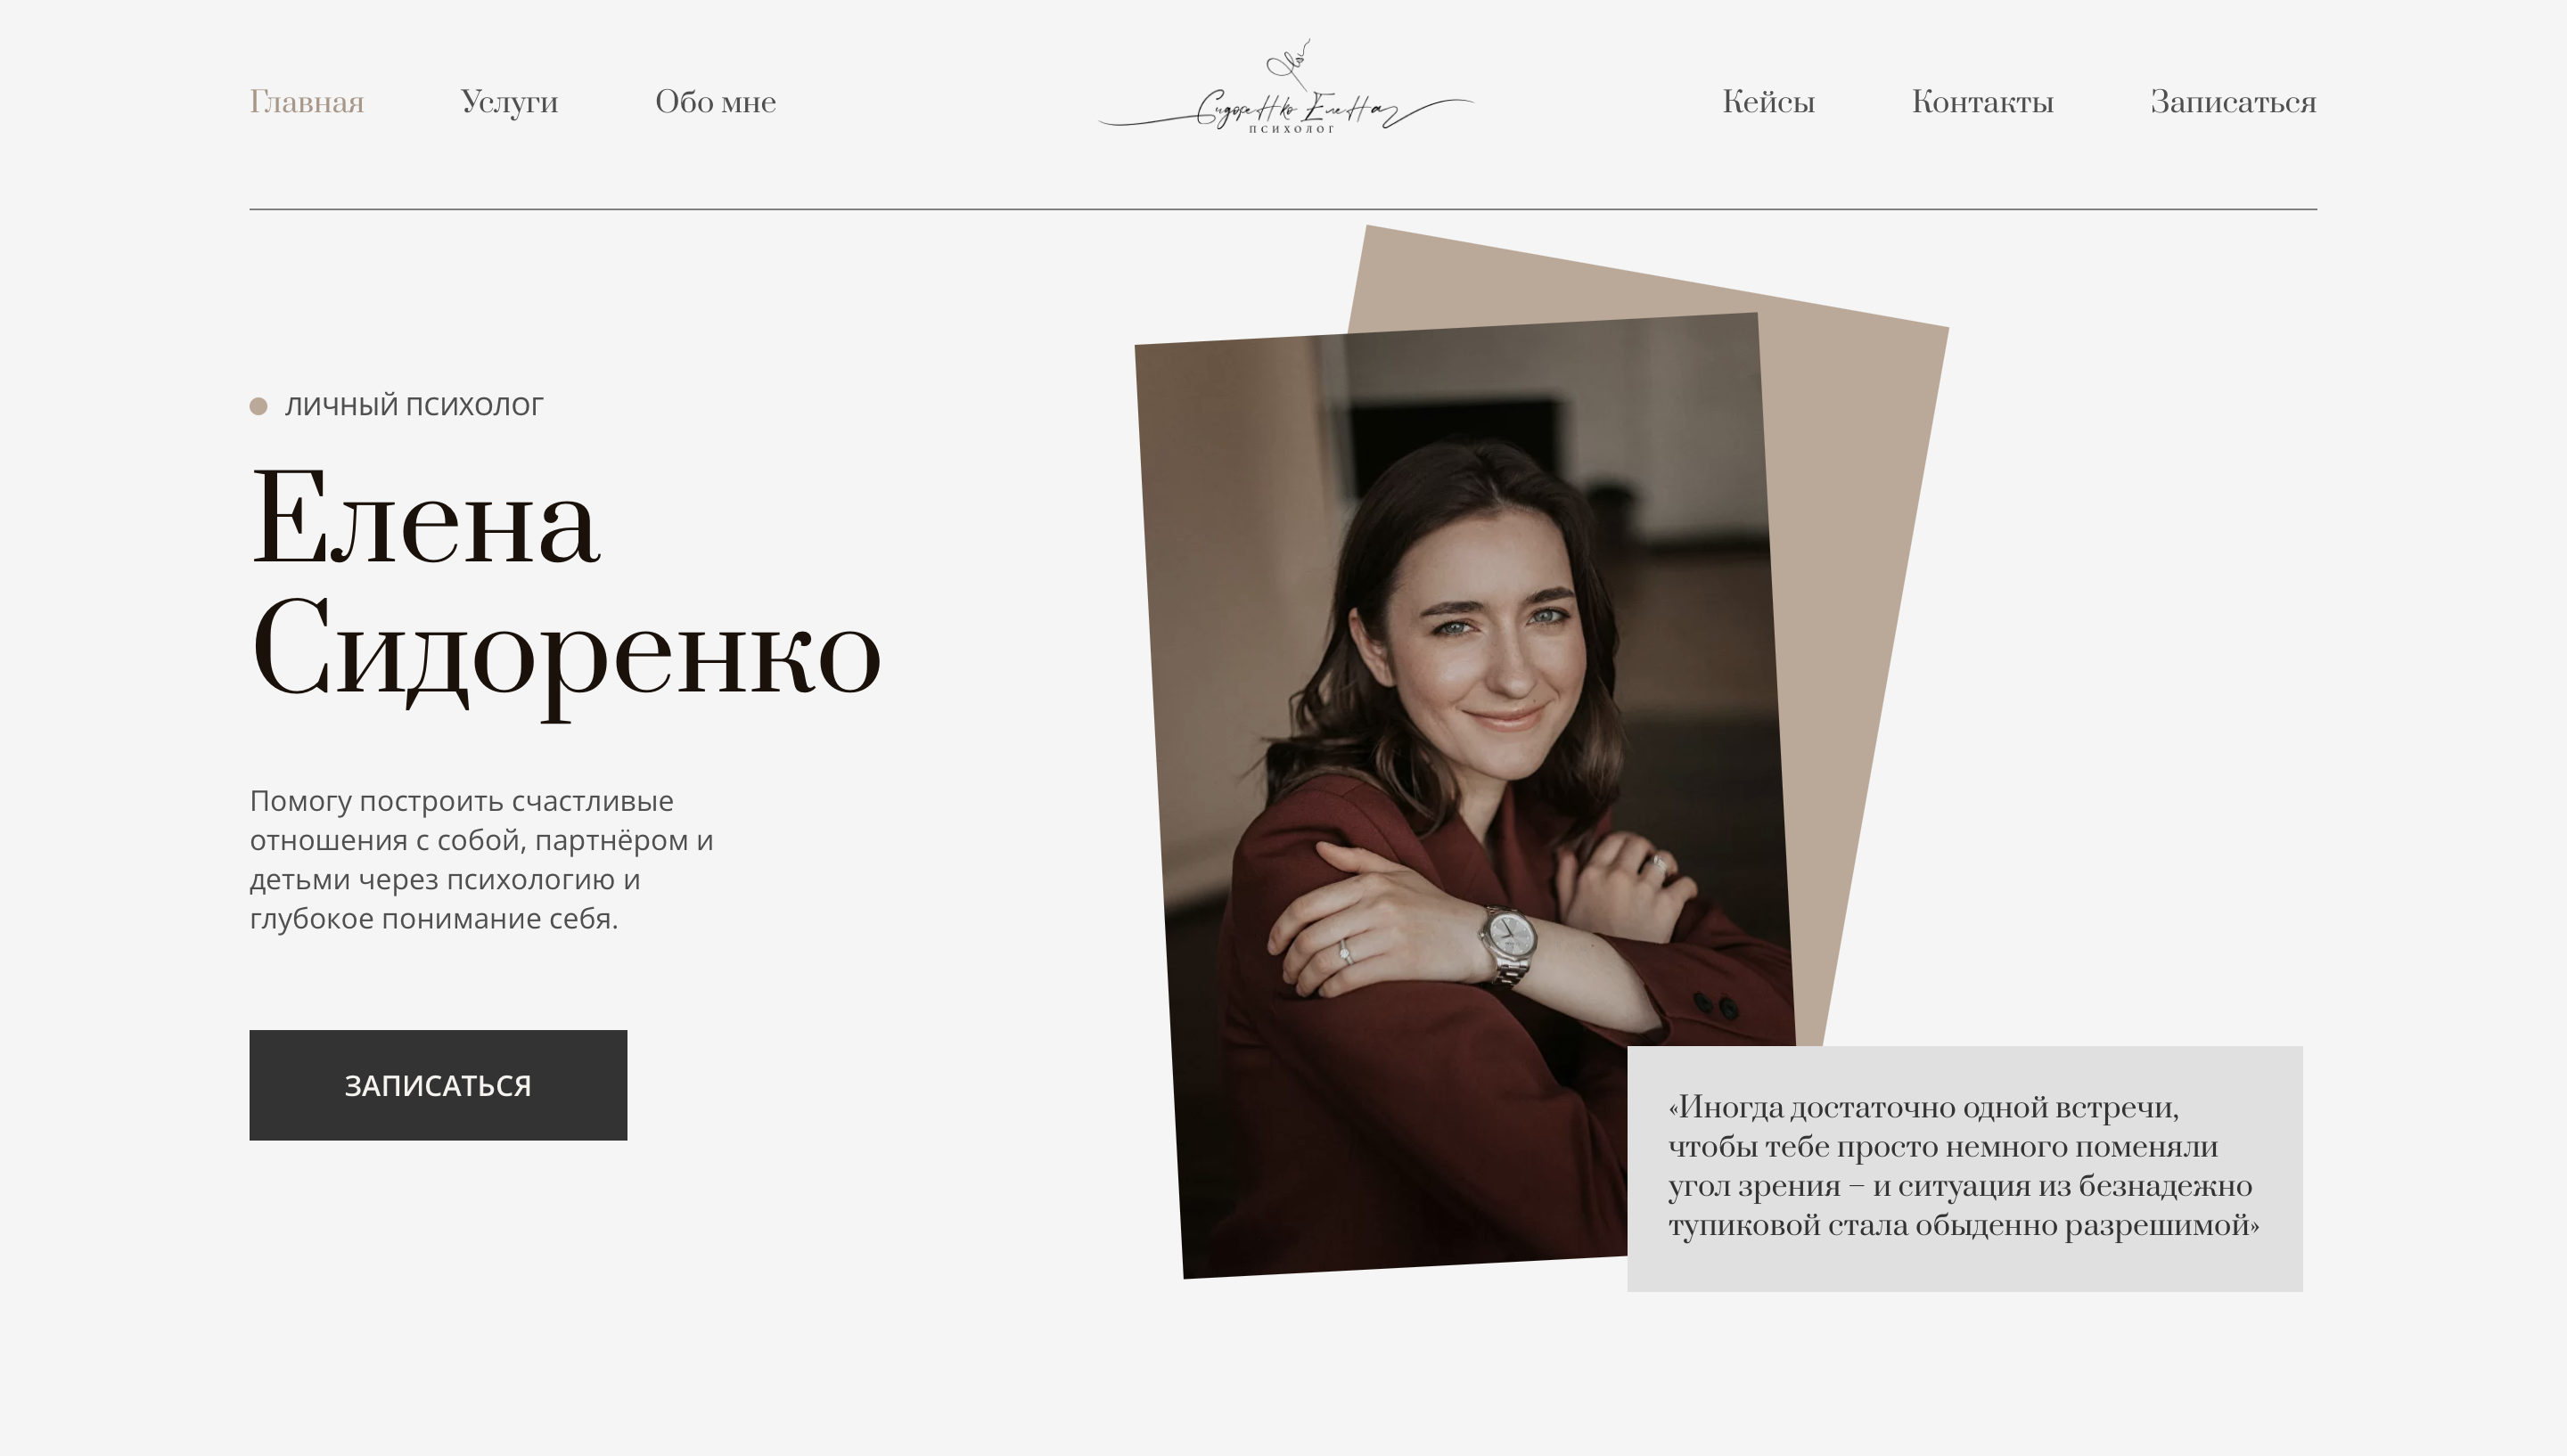 Главная
Услуги
Обо мне
Сидоренко Елена
ПСИХОЛОГ
Кейсы
Контакты
Записаться
ЛИЧНЫЙ ПСИХОЛОГ
Елена
Сидоренко
Помогу построить счастливые
отношения с собой, партнёром и
детьми через психологию и
глубокое понимание себя.
ЗАПИСАТЬСЯ
«Иногда достаточно одной встречи,
чтобы тебе просто немного поменяли
угол зрения – и ситуация из безнадежно
тупиковой стала обыденно разрешимой»